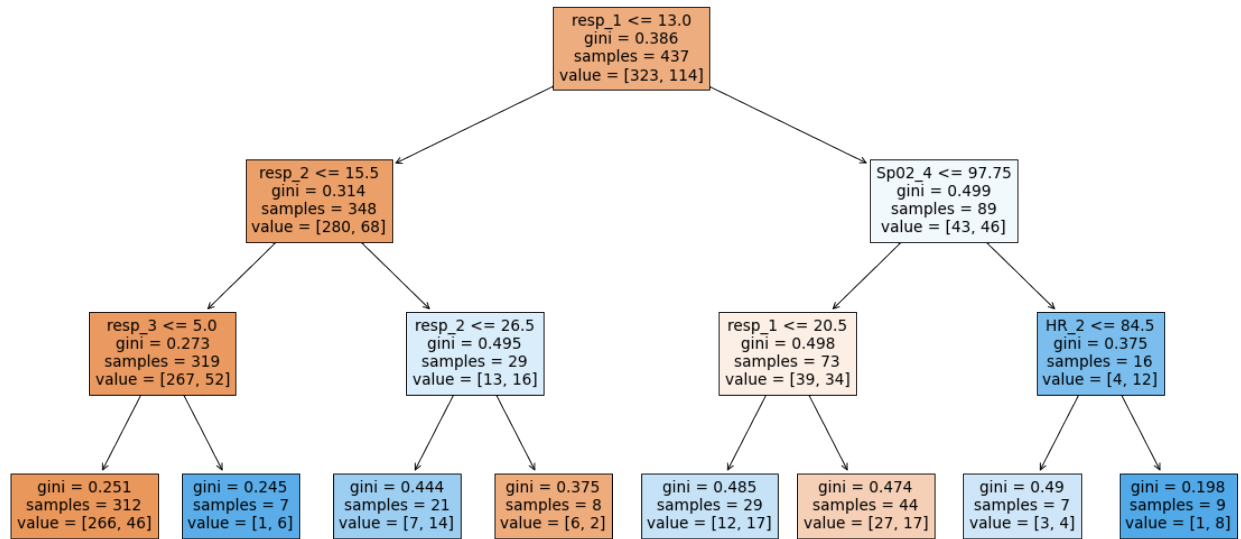 resp_1 <= 13.0
gini = 0.386
samples = 437
value = [323, 114]
resp_2 <= 15.5
gini = 0.314
samples = 348
value = [280, 68]
Sp02_4 <= 97.75
gini = 0.499
samples = 89
value = [43, 46]
resp_3 <= 5.0
gini = 0.273
samples = 319
value = [267, 52]
resp_2 <= 26.5
gini = 0.495
samples = 29
value = [13, 16]
resp_1 <= 20.5
gini = 0.498
samples = 73
value = [39, 34]
HR_2 <= 84.5
gini = 0.375
samples = 16
value = [4, 12]
gini = 0.251
samples = 312
value = [266, 46]
gini = 0.245
samples = 7
value = [1, 6]
gini = 0.444
samples = 21
value = [7, 14]
gini = 0.375
samples = 8
value = [6, 2]
gini = 0.485
samples = 29
value = [12, 17]
gini = 0.474
samples = 44
value = [27, 17]
gini = 0.49
samples = 7
value = [3, 4]
gini = 0.198
samples = 9
value = [1, 8]